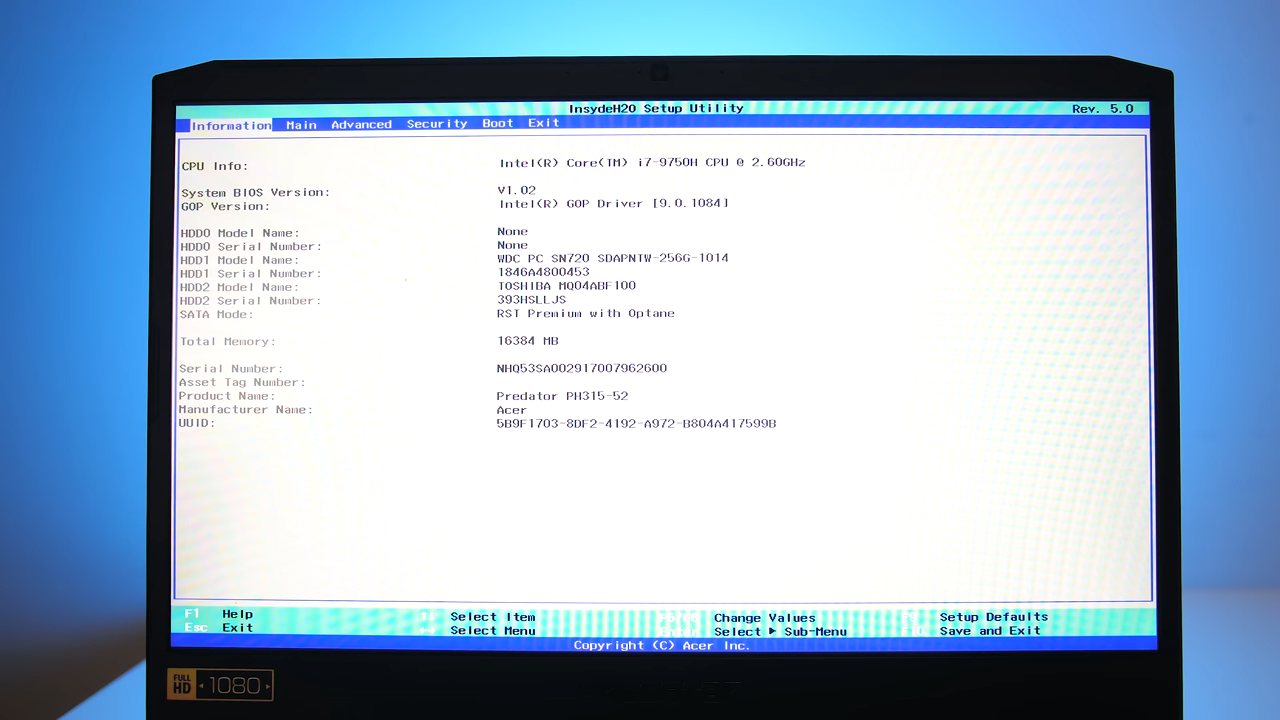 InsydeH20 Setup Utility Rev. 5.0
Information Main Advanced Security Boot Exit
CPU Info: Intel(R) Core(TM) i7-9750H CPU @ 2.60GHz
System BIOS Version: V1.02
GOP Version: Intel(R) GOP Driver [9.0.1084]
HDD0 Model Name: None
HDD0 Serial Number: None
HDD1 Model Name: WDC PC SN720 SDAPNTW-256G-1014
HDD1 Serial Number: 1846A4800453
HDD2 Model Name: TOSHIBA MQ04ABF100
HDD2 Serial Number: 393HSLLJS
SATA Mode: RST Premium with Optane
Total Memory: 16384 MB
Serial Number: NHQ53SA002917007962600
Asset Tag Number:
Product Name: Predator PH315-52
Manufacturer Name: Acer
UUID: 5B9F1703-8DF2-4192-A972-B804A417599B
F1 Help Select Item Change Values Setup Defaults
Esc Exit Select Menu Enter Select ▶ Sub-Menu F10 Save and Exit
Copyright (C) Acer Inc.
FULL HD 1080